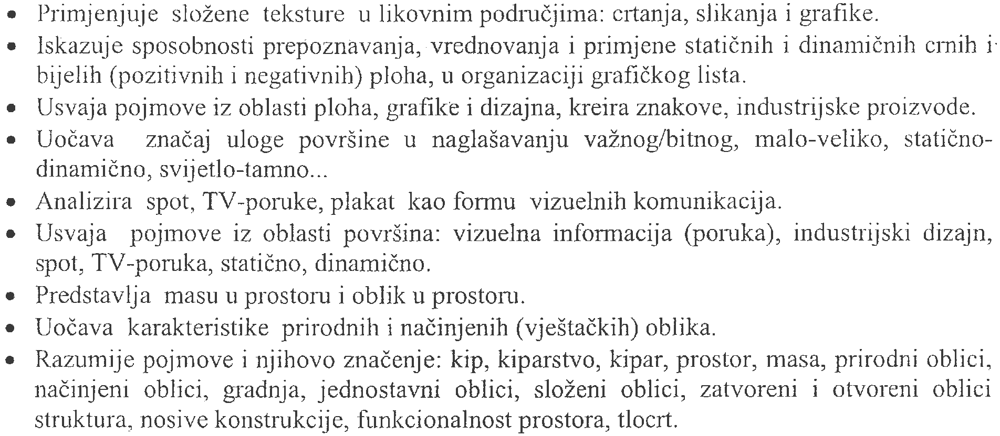 • Primjenjuje složene teksture u likovnim područjima: crtanja, slikanja i grafike.
• Iskazuje sposobnosti prepoznavanja, vrednovanja i primjene statičnih i dinamičnih crnih i
bijelih (pozitivnih i negativnih) ploha, u organizaciji grafičkog lista.
• Usvaja pojmove iz oblasti ploha, grafike i dizajna, kreira znakove, industrijske proizvode.
• Uočava značaj uloge površine u naglašavanju važnog/bitnog, malo-veliko, statično-
dinamično, svijetlo-tamno...
• Analizira spot, TV-poruke, plakat kao formu vizuelnih komunikacija.
• Usvaja pojmove iz oblasti površina: vizuelna informacija (poruka), industrijski dizajn,
spot, TV-poruka, statično, dinamično.
• Predstavlja masu u prostoru i oblik u prostoru.
• Uočava karakteristike prirodnih i načinjenih (vještačkih) oblika.
• Razumije pojmove i njihovo značenje: kip, kiparstvo, kipar, prostor, masa, prirodni oblici,
načinjeni oblici, gradnja, jednostavni oblici, složeni oblici, zatvoreni i otvoreni oblici
struktura, nosive konstrukcije, funkcionalnost prostora, tlocrt.